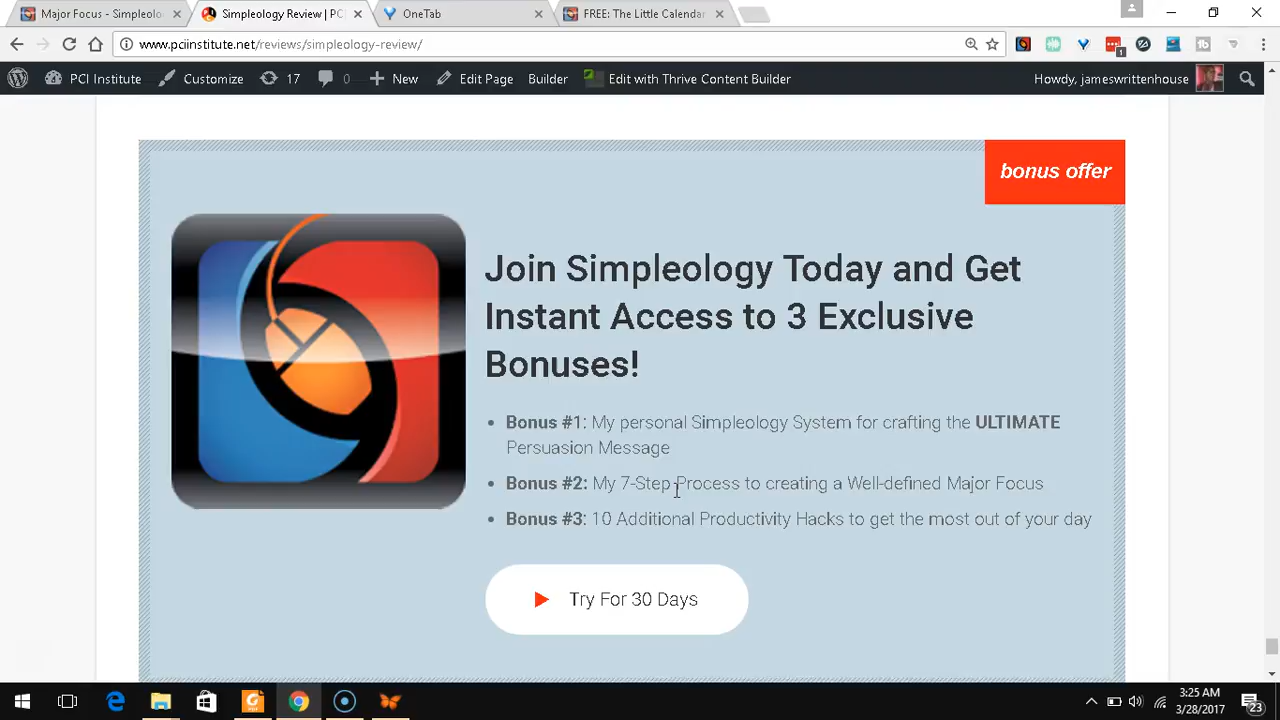 Major Focus - Simpleolo
Simpleology Review | PC
OneTab
FREE: The Little Calenda
www.pciinstitute.net/reviews/simpleology-review/
1
PCI Institute
Customize
17
0
New
Edit Page
Builder
Edit with Thrive Content Builder
Howdy, jameswrittenhouse
bonus offer
Join Simpleology Today and Get
Instant Access to 3 Exclusive
Bonuses!
Bonus #1: My personal Simpleology System for crafting the ULTIMATE
Persuasion Message
Bonus #2: My 7-Step Process to creating a Well-defined Major Focus
Bonus #3: 10 Additional Productivity Hacks to get the most out of your day
Try For 30 Days
3:25 AM
3/28/2017
23